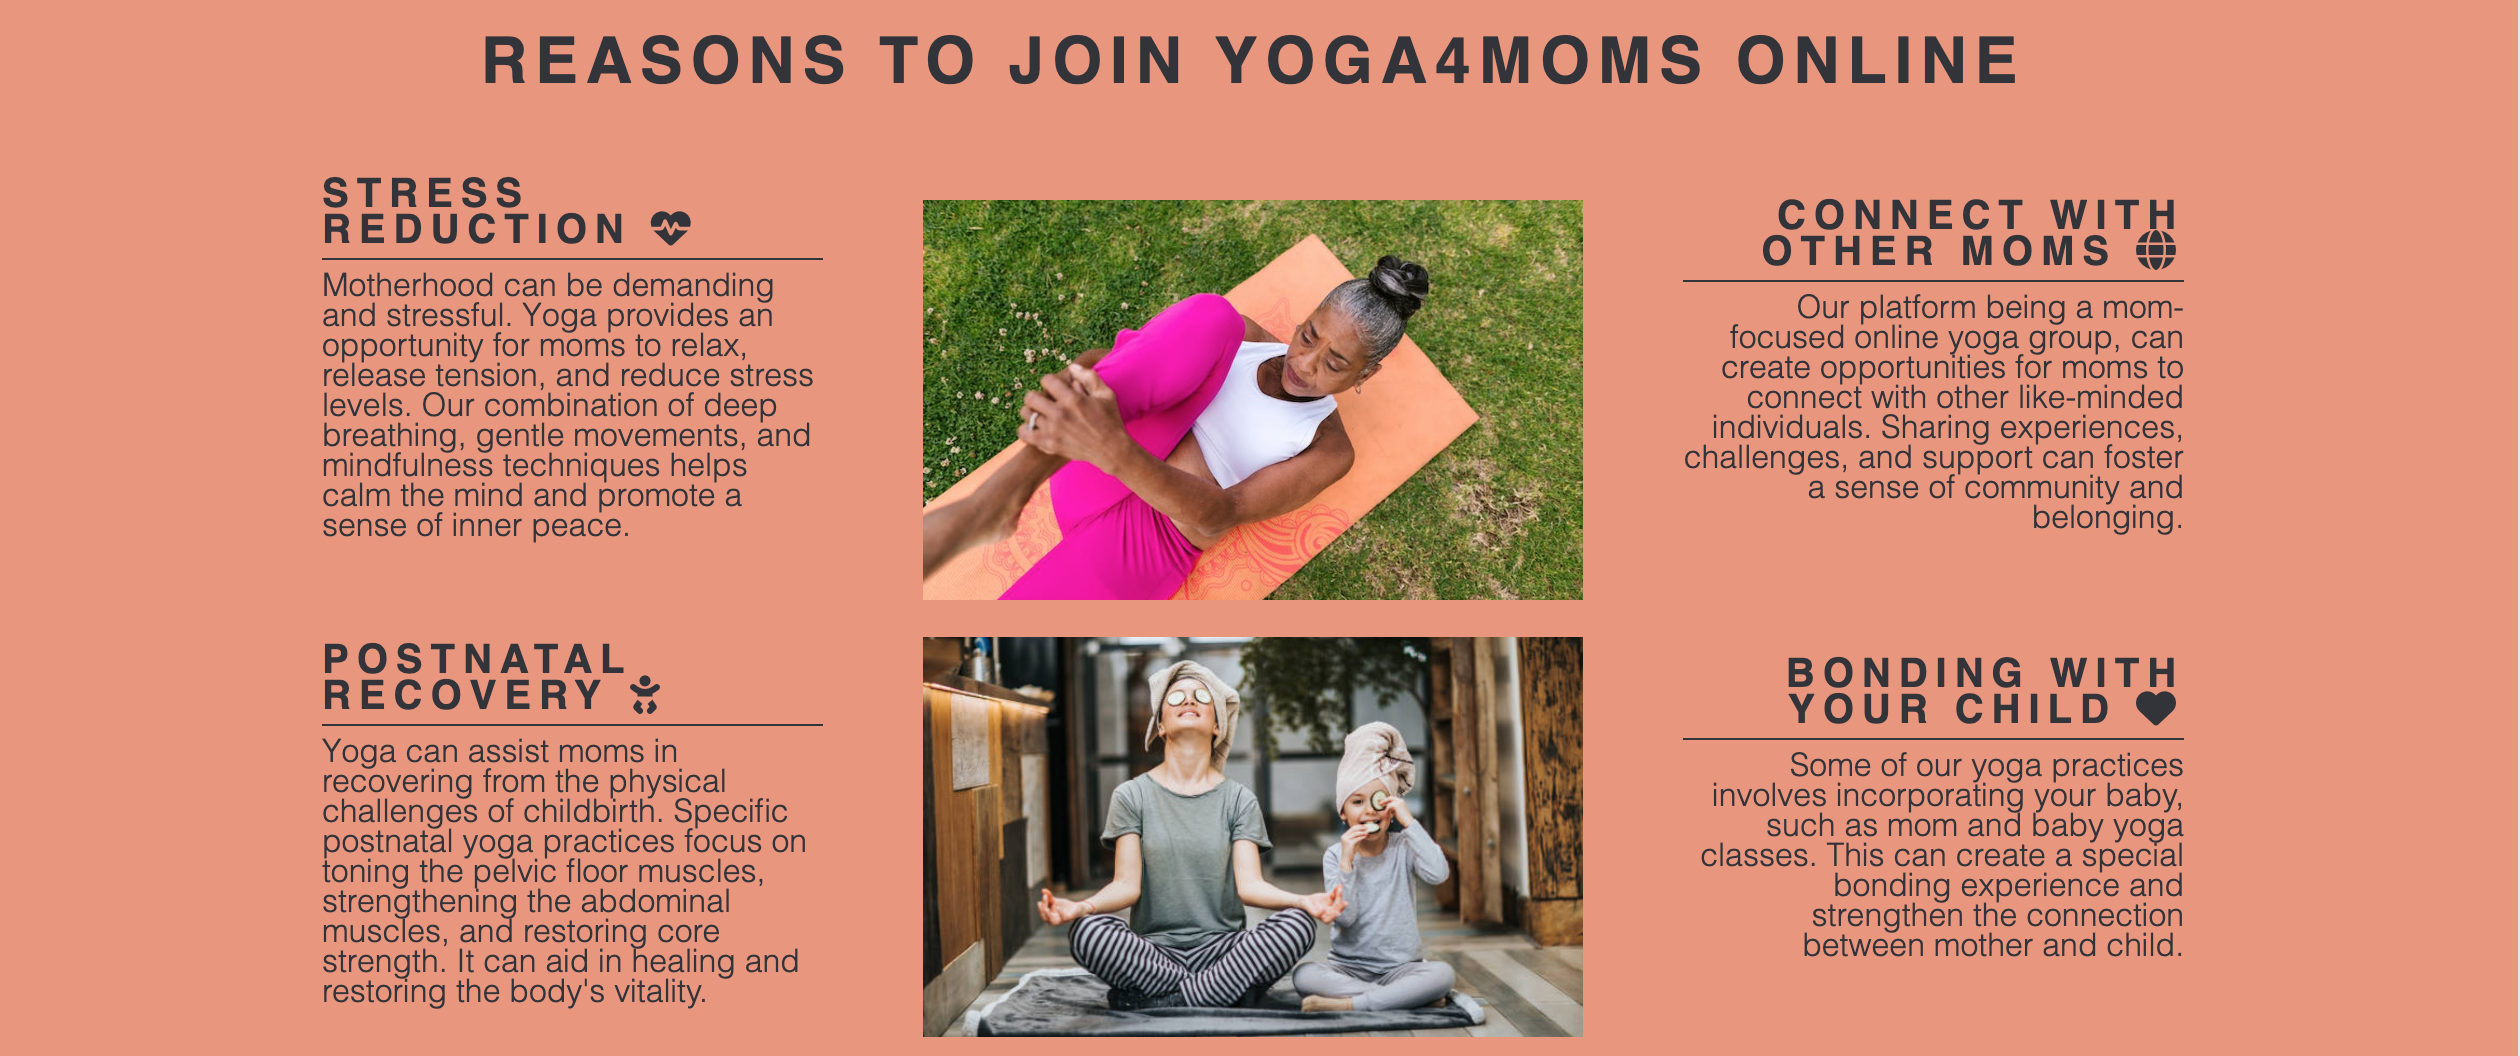 REASONS TO JOIN YOGA4MOMS ONLINE
STRESS
REDUCTION
Motherhood can be demanding
and stressful. Yoga provides an
opportunity for moms to relax,
release tension, and reduce stress
levels. Our combination of deep
breathing, gentle movements, and
mindfulness techniques helps
calm the mind and promote a
sense of inner peace.
CONNECT WITH
OTHER MOMS
Our platform being a mom-
focused online yoga group, can
create opportunities for moms to
connect with other like-minded
individuals. Sharing experiences,
challenges, and support can foster
a sense of community and
belonging.
POSTNATAL
RECOVERY
Yoga can assist moms in
recovering from the physical
challenges of childbirth. Specific
postnatal yoga practices focus on
toning the pelvic floor muscles,
strengthening the abdominal
muscles, and restoring core
strength. It can aid in healing and
restoring the body's vitality.
BONDING WITH
YOUR CHILD
Some of our yoga practices
involves incorporating your baby,
such as mom and baby yoga
classes. This can create a special
bonding experience and
strengthen the connection
between mother and child.